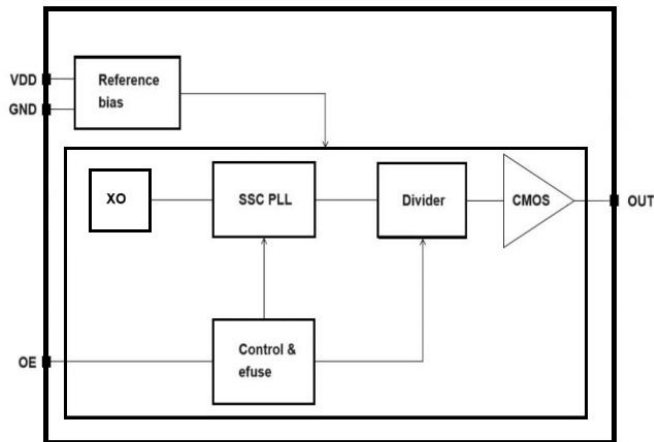 VDD
GND
Reference
bias
XO
SSC PLL
Divider
CMOS
OUT
OE
Control &
efuse